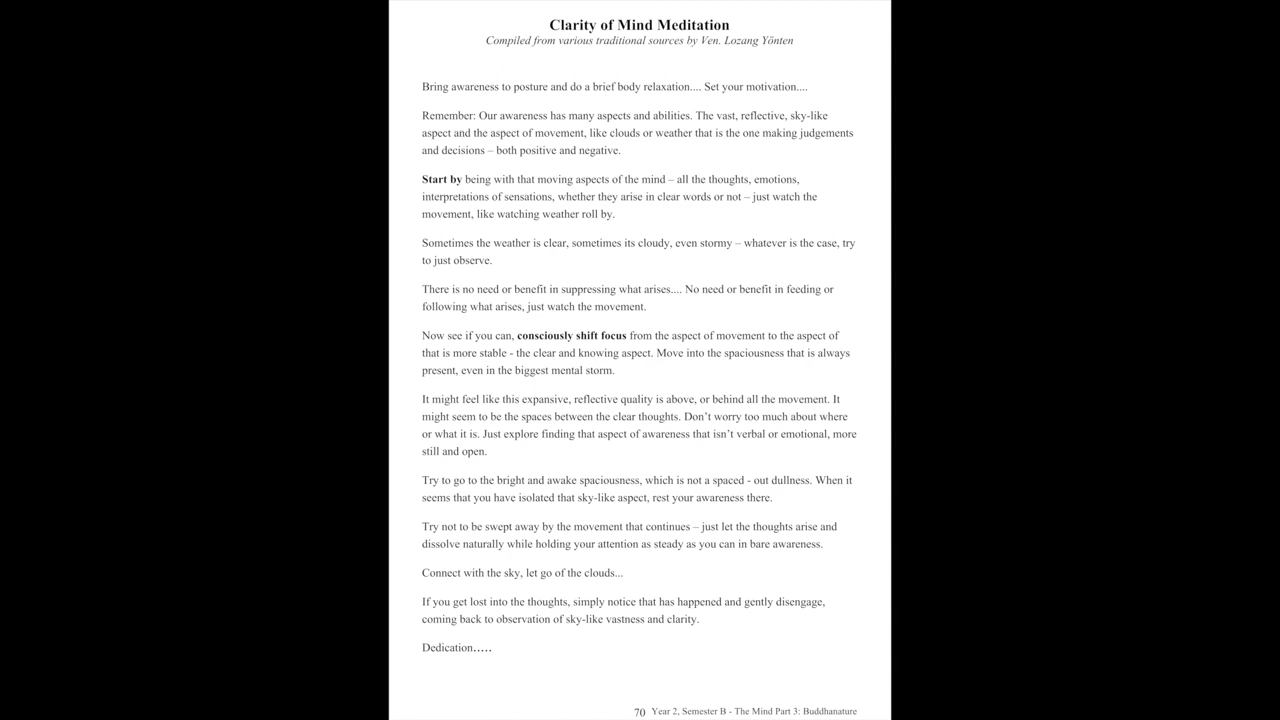 Clarity of Mind Meditation
Compiled from various traditional sources by Ven. Lozang Yönten
Bring awareness to posture and do a brief body relaxation.... Set your motivation....
Remember: Our awareness has many aspects and abilities. The vast, reflective, sky-like
aspect and the aspect of movement, like clouds or weather that is the one making judgements
and decisions – both positive and negative.
Start by being with that moving aspects of the mind – all the thoughts, emotions,
interpretations of sensations, whether they arise in clear words or not – just watch the
movement, like watching weather roll by.
Sometimes the weather is clear, sometimes its cloudy, even stormy – whatever is the case, try
to just observe.
There is no need or benefit in suppressing what arises.... No need or benefit in feeding or
following what arises, just watch the movement.
Now see if you can, consciously shift focus from the aspect of movement to the aspect of
that is more stable - the clear and knowing aspect. Move into the spaciousness that is always
present, even in the biggest mental storm.
It might feel like this expansive, reflective quality is above, or behind all the movement. It
might seem to be the spaces between the clear thoughts. Don’t worry too much about where
or what it is. Just explore finding that aspect of awareness that isn’t verbal or emotional, more
still and open.
Try to go to the bright and awake spaciousness, which is not a spaced - out dullness. When it
seems that you have isolated that sky-like aspect, rest your awareness there.
Try not to be swept away by the movement that continues – just let the thoughts arise and
dissolve naturally while holding your attention as steady as you can in bare awareness.
Connect with the sky, let go of the clouds...
If you get lost into the thoughts, simply notice that has happened and gently disengage,
coming back to observation of sky-like vastness and clarity.
Dedication.....
70 Year 2, Semester B - The Mind Part 3: Buddhanature